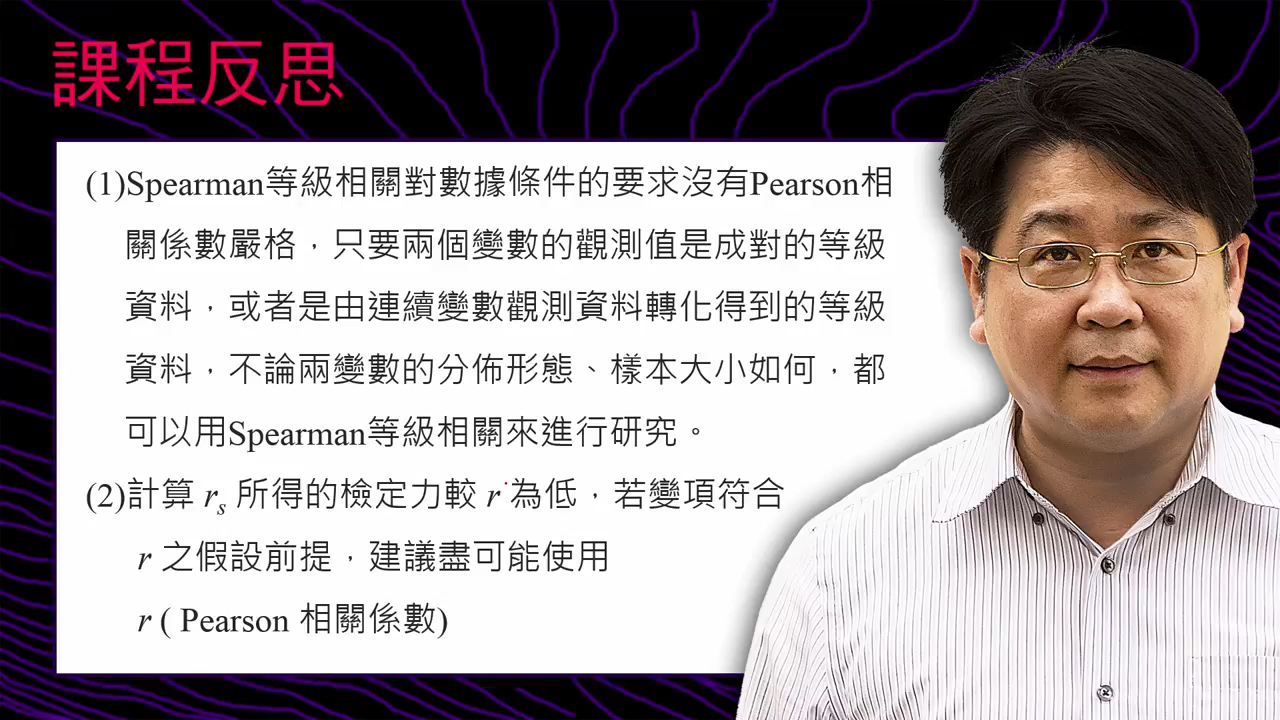 課程反思
(1)Spearman等級相關對數據條件的要求沒有Pearson相
關係數嚴格，只要兩個變數的觀測值是成對的等級
資料，或者是由連續變數觀測資料轉化得到的等級
資料，不論兩變數的分佈形態、樣本大小如何，都
可以用Spearman等級相關來進行研究。
(2)計算 rs 所得的檢定力較 r 為低，若變項符合
r 之假設前提，建議盡可能使用
r ( Pearson 相關係數)